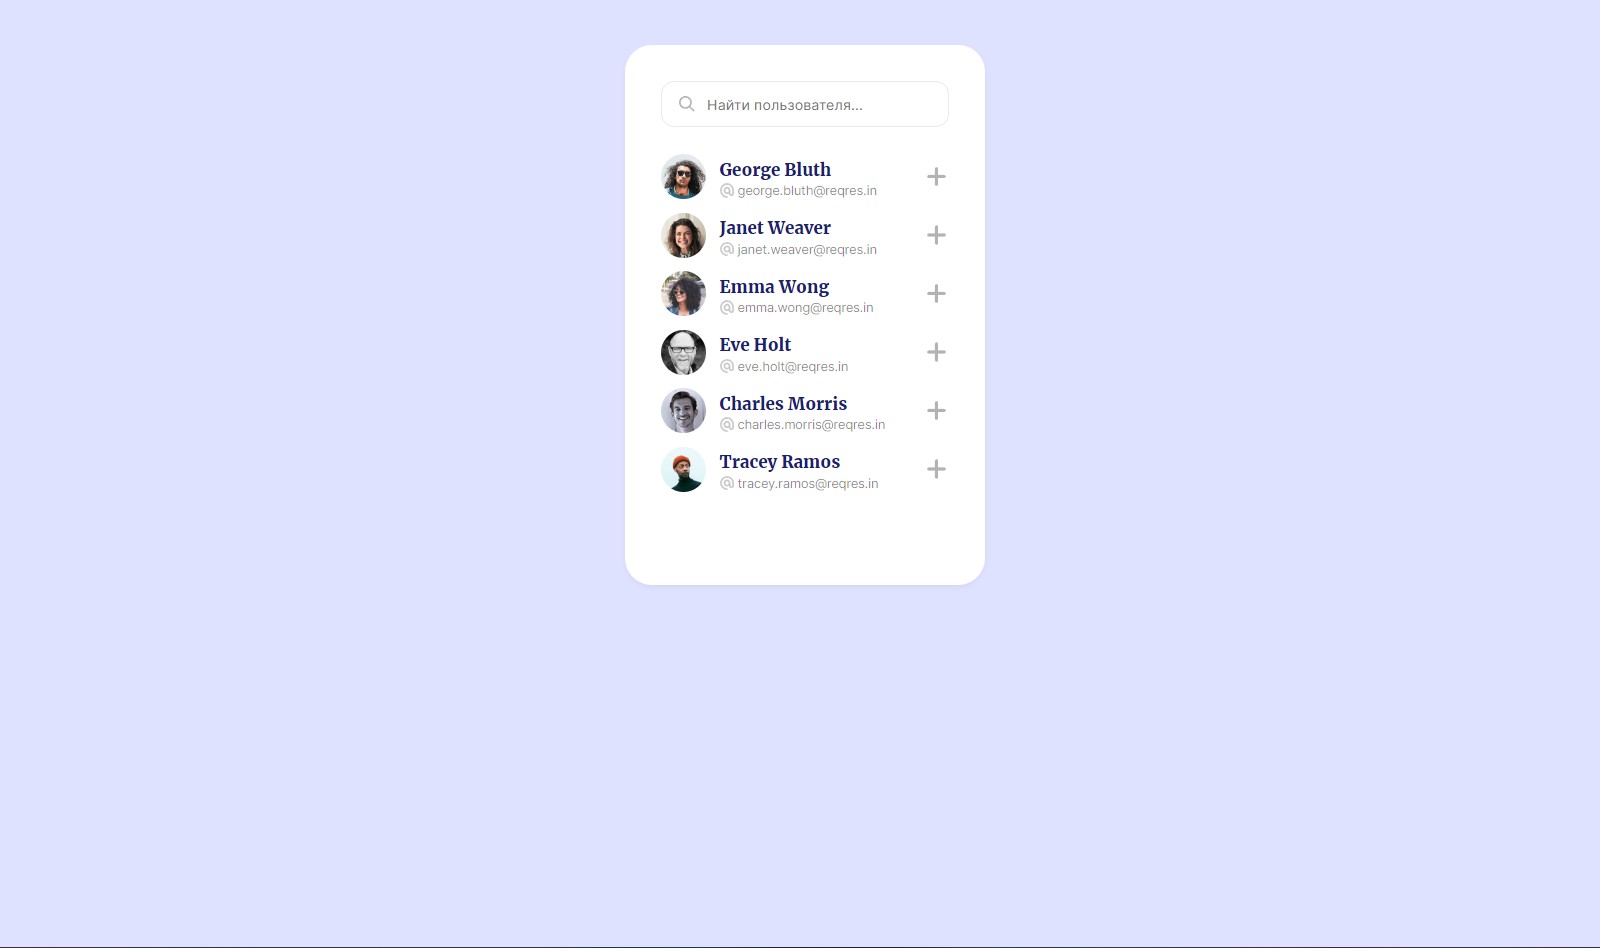 Найти пользователя...
George Bluth
george.bluth@reqres.in
Janet Weaver
janet.weaver@reqres.in
Emma Wong
emma.wong@reqres.in
Eve Holt
eve.holt@reqres.in
Charles Morris
charles.morris@reqres.in
Tracey Ramos
tracey.ramos@reqres.in